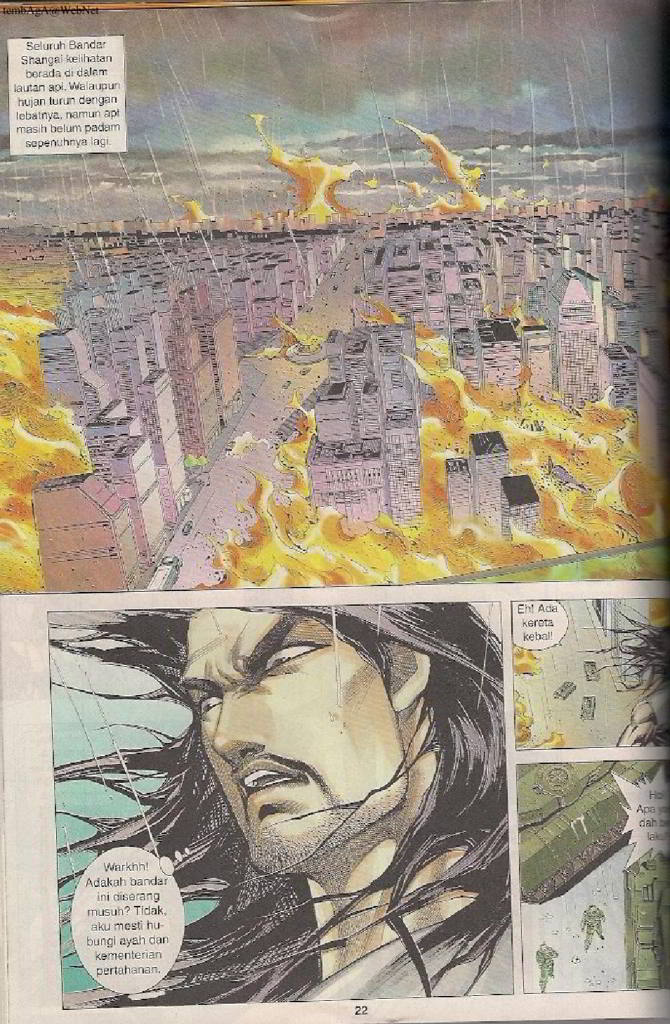 tembAgA@WebNet
Seluruh Bandar
Shangai kelihatan
berada di dalam
lautan api. Walaupun
hujan turun dengan
lebatnya, namun api
masih belum padam
sepenuhnya lagi.
Eh! Ada
kereta
kebal!
Warkhh!
Adakah bandar
ini diserang
musuh? Tidak,
aku mesti hu-
bungi ayah dan
kementerian
pertahanan.
22